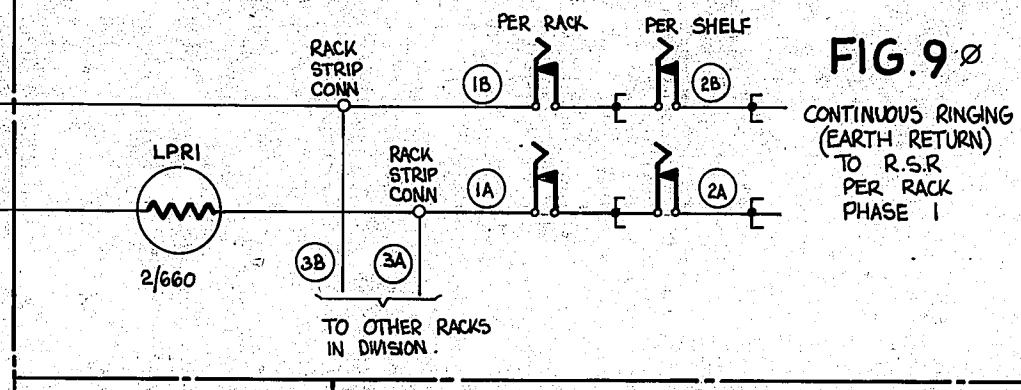 PER RACK
PER SHELF
FIG. 9 Ø
RACK
STRIP
CONN
1B
2B
CONTINUOUS RINGING
(EARTH RETURN)
TO R.S.R
PER RACK
PHASE 1
LPR1
RACK
STRIP
CONN
1A
2A
3B
3A
2/660
TO OTHER RACKS
IN DIVISION.